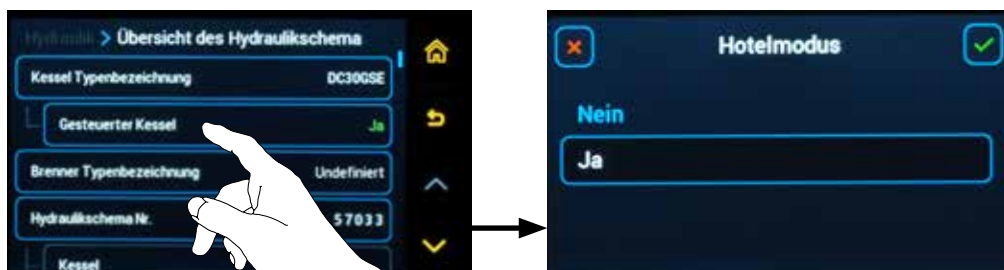 Hydraulik > Übersicht des Hydraulikschema
Kessel Typenbezeichnung DC30GSE
Gesteuerter Kessel Ja
Brenner Typenbezeichnung Undefiniert
Hydraulikschema Nr. 57033
Kessel
Hotelmodus
Nein
Ja